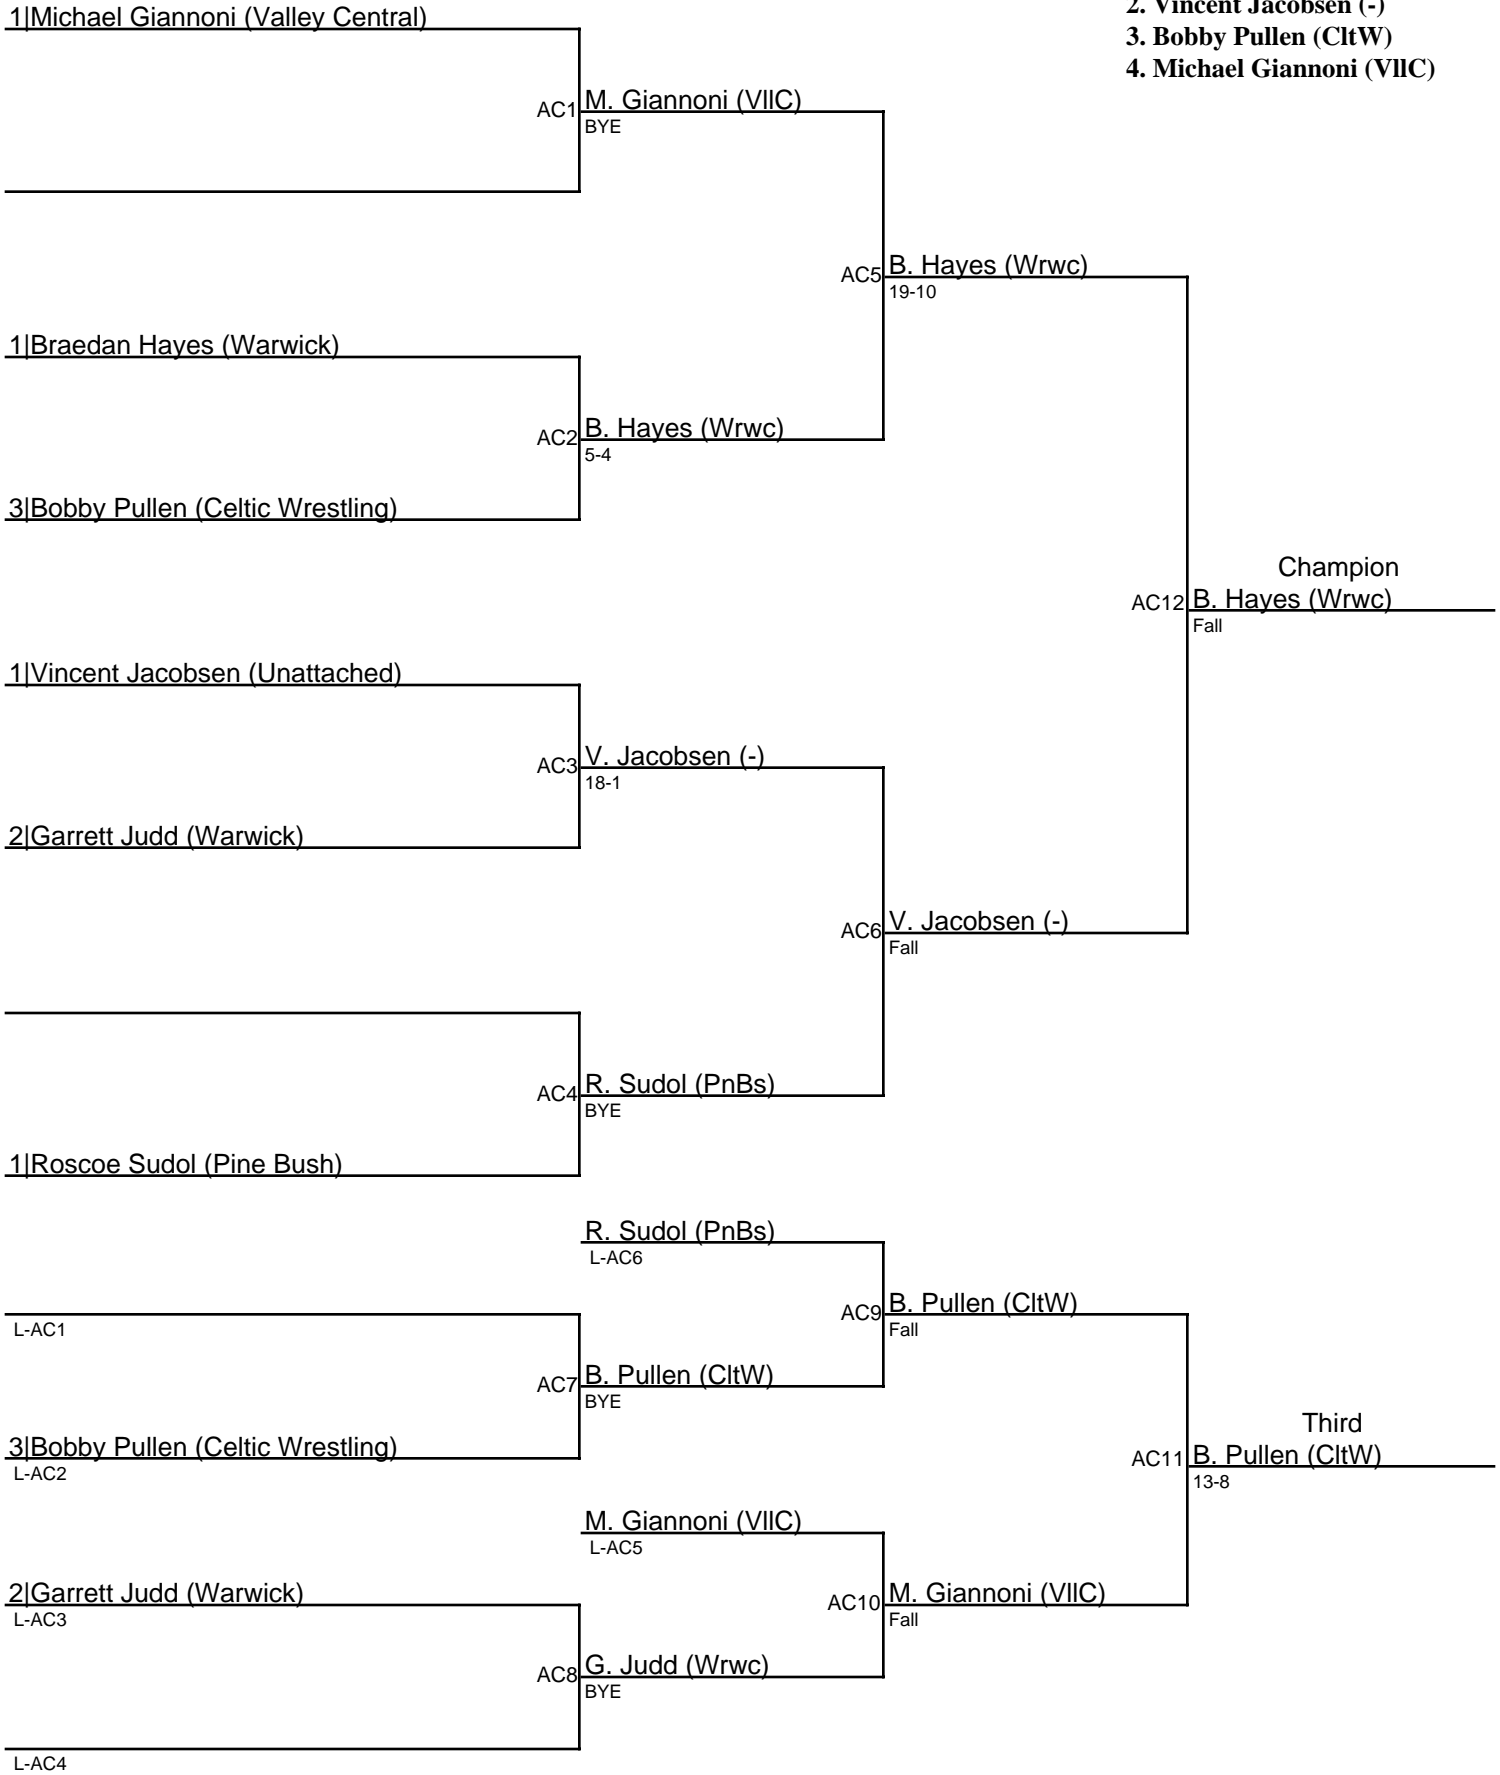 1|Michael Giannoni (Valley Central)
2. Vincent Jacobsen (-)
3. Bobby Pullen (CltW)
4. Michael Giannoni (VllC)
AC1
M. Giannoni (VllC)
BYE
AC5
B. Hayes (Wrwc)
19-10
1|Braedan Hayes (Warwick)
AC2
B. Hayes (Wrwc)
5-4
3|Bobby Pullen (Celtic Wrestling)
Champion
AC12
B. Hayes (Wrwc)
Fall
1|Vincent Jacobsen (Unattached)
AC3
V. Jacobsen (-)
18-1
2|Garrett Judd (Warwick)
AC6
V. Jacobsen (-)
Fall
AC4
R. Sudol (PnBs)
BYE
1|Roscoe Sudol (Pine Bush)
R. Sudol (PnBs)
L-AC6
AC9
B. Pullen (CltW)
Fall
L-AC1
AC7
B. Pullen (CltW)
BYE
3|Bobby Pullen (Celtic Wrestling)
L-AC2
Third
AC11
B. Pullen (CltW)
13-8
M. Giannoni (VllC)
L-AC5
AC10
M. Giannoni (VllC)
Fall
2|Garrett Judd (Warwick)
L-AC3
AC8
G. Judd (Wrwc)
BYE
L-AC4